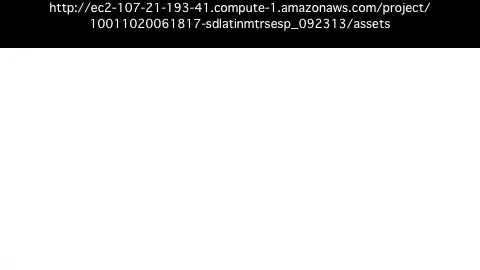 http://ec2-107-21-193-41.compute-1.amazonaws.com/project/
10011020061817-sdlatinmtrsesp_092313/assets